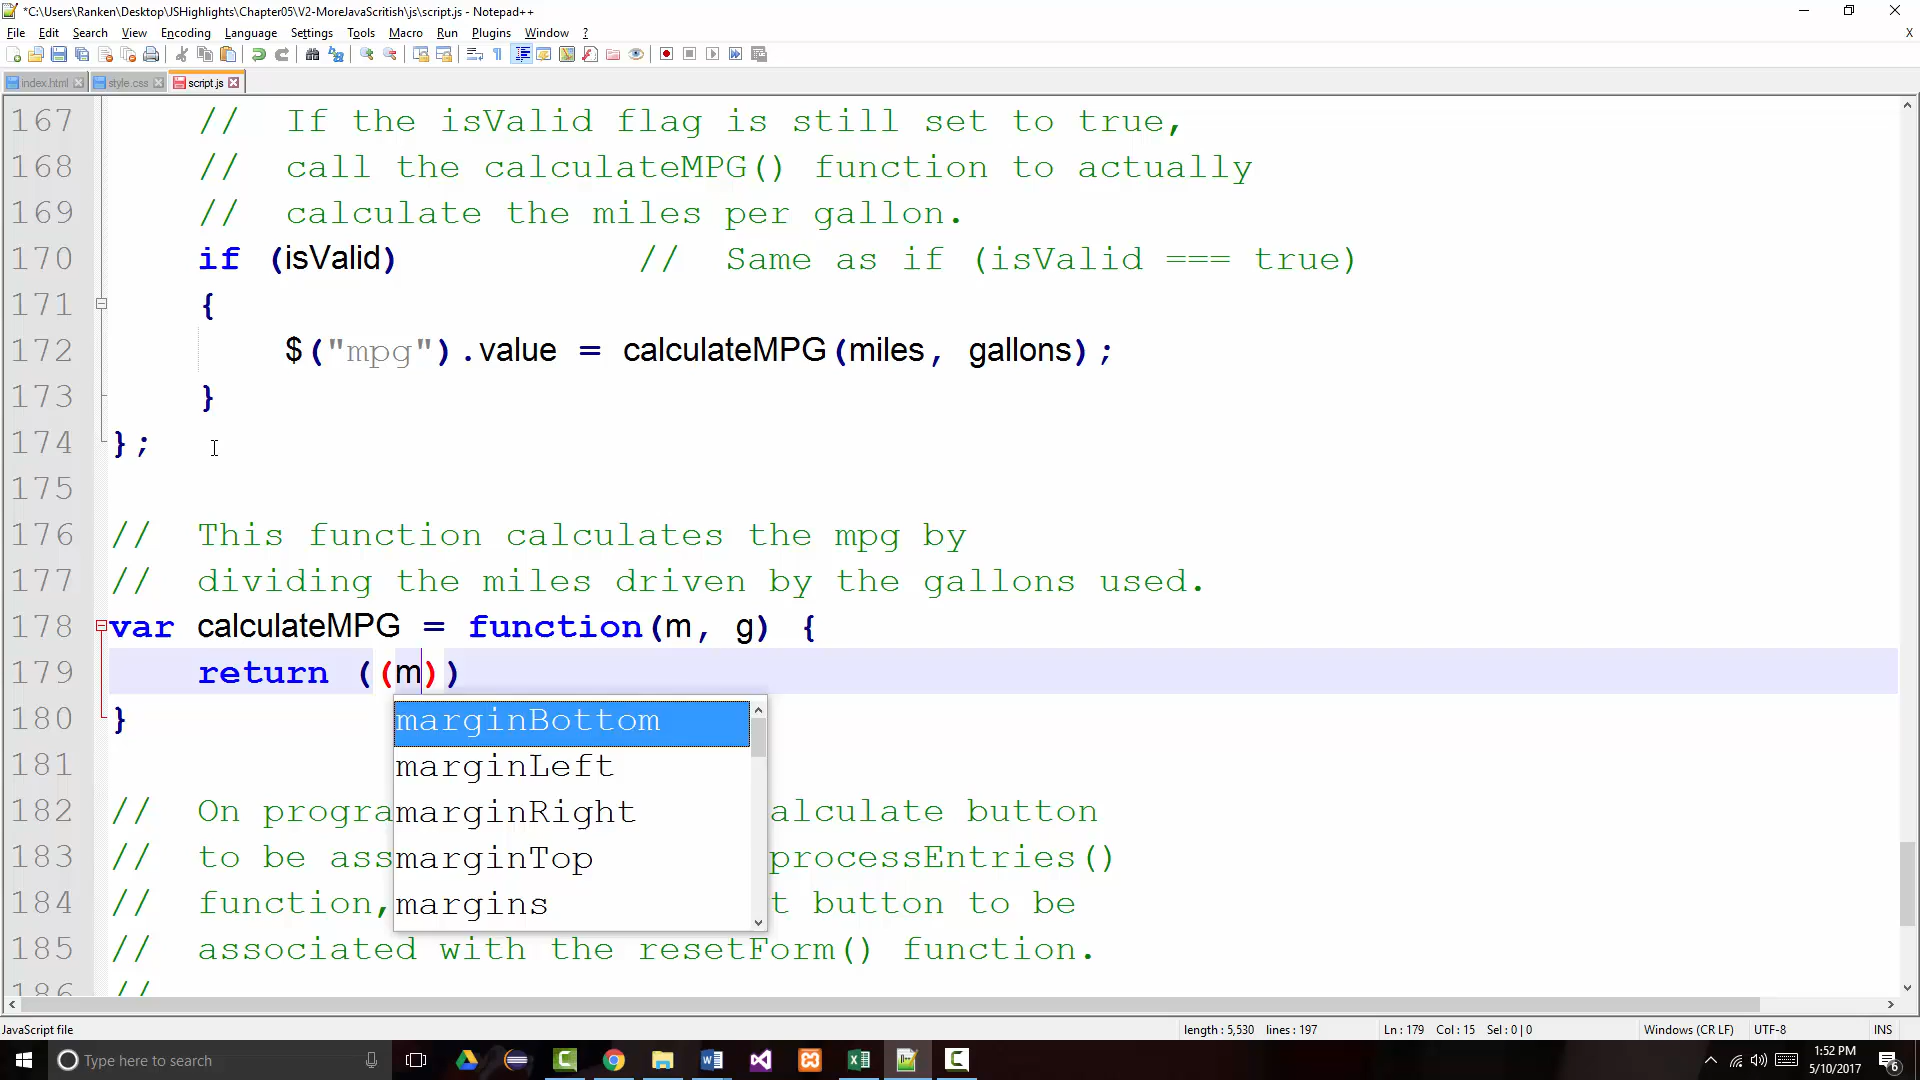 *C:\Users\Ranken\Desktop\JSHighlights\Chapter05\V2-MoreJavaScritish\js\script.js - Notepad++
File Edit Search View Encoding Language Settings Tools Macro Run Plugins Window ?
X
index.html style.css script.js
167 // If the isValid flag is still set to true,
168 // call the calculateMPG() function to actually
169 // calculate the miles per gallon.
170 if (isValid) // Same as if (isValid === true)
171 {
172 $("mpg").value = calculateMPG(miles, gallons);
173 }
174 };
175
176 // This function calculates the mpg by
177 // dividing the miles driven by the gallons used.
178 var calculateMPG = function(m, g) {
179 return ((m))
180 }
marginBottom
181
marginLeft
182 // On progra
marginRight
alculate button
183 // to be ass
marginTop
processEntries()
184 // function,
margins
t button to be
185 // associated with the resetForm() function.
186 //
JavaScript file length : 5,530 lines : 197 Ln : 179 Col : 15 Sel : 0 | 0 Windows (CR LF) UTF-8 INS
Type here to search
1:52 PM
5/10/2017
6